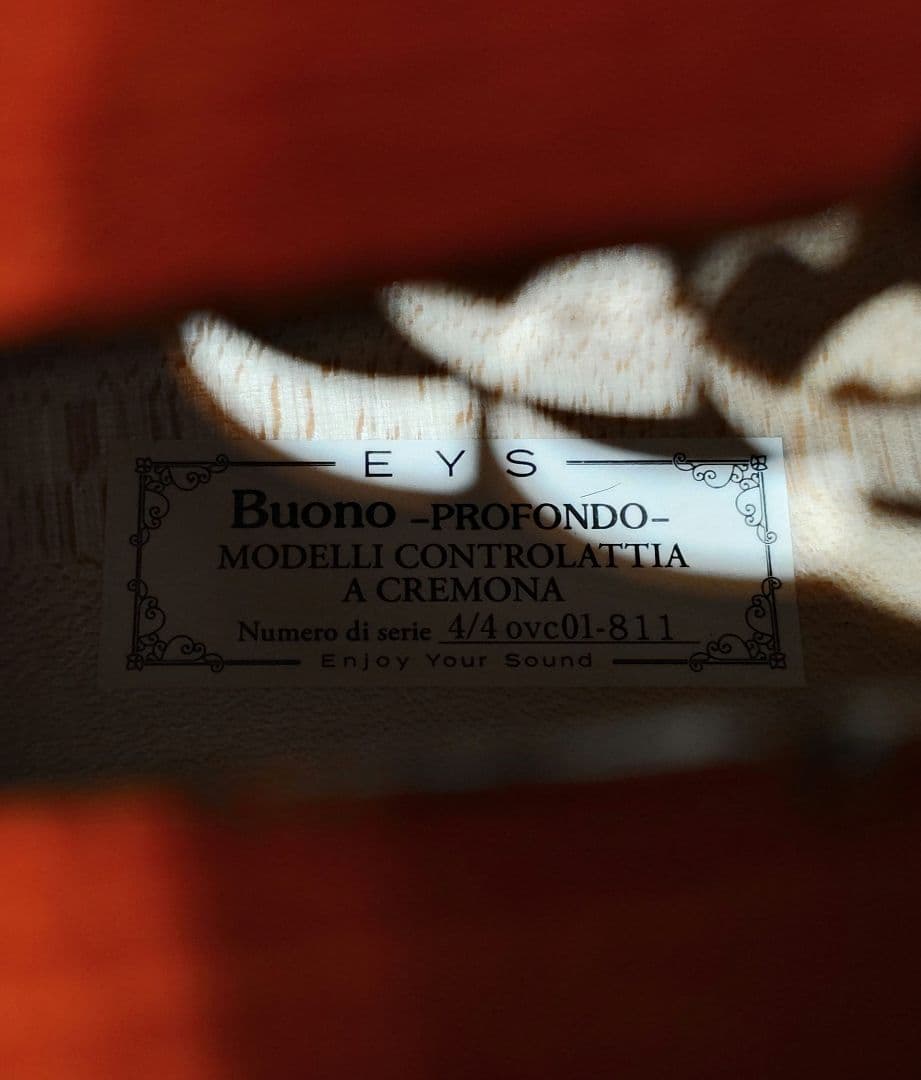 EYS
Buono -PROFONDO-
MODELLI CONTROLATTIA
A CREMONA
Numero di serie 4/4 ovc01-811
Enjoy Your Sound